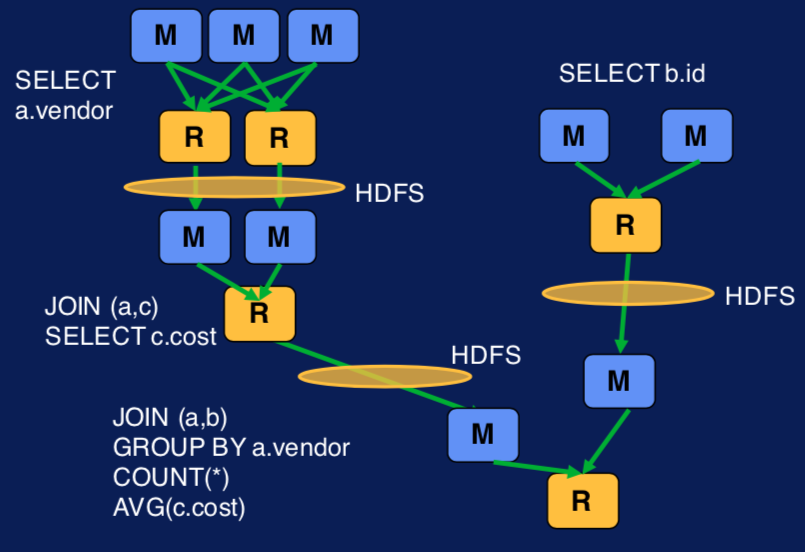 M M M
SELECT
a.vendor
R R
HDFS
M M
R
JOIN (a,c)
SELECT c.cost
SELECT b.id
M M
R
HDFS
M
HDFS
M
JOIN (a,b)
GROUP BY a.vendor
COUNT(*)
AVG(c.cost)
R